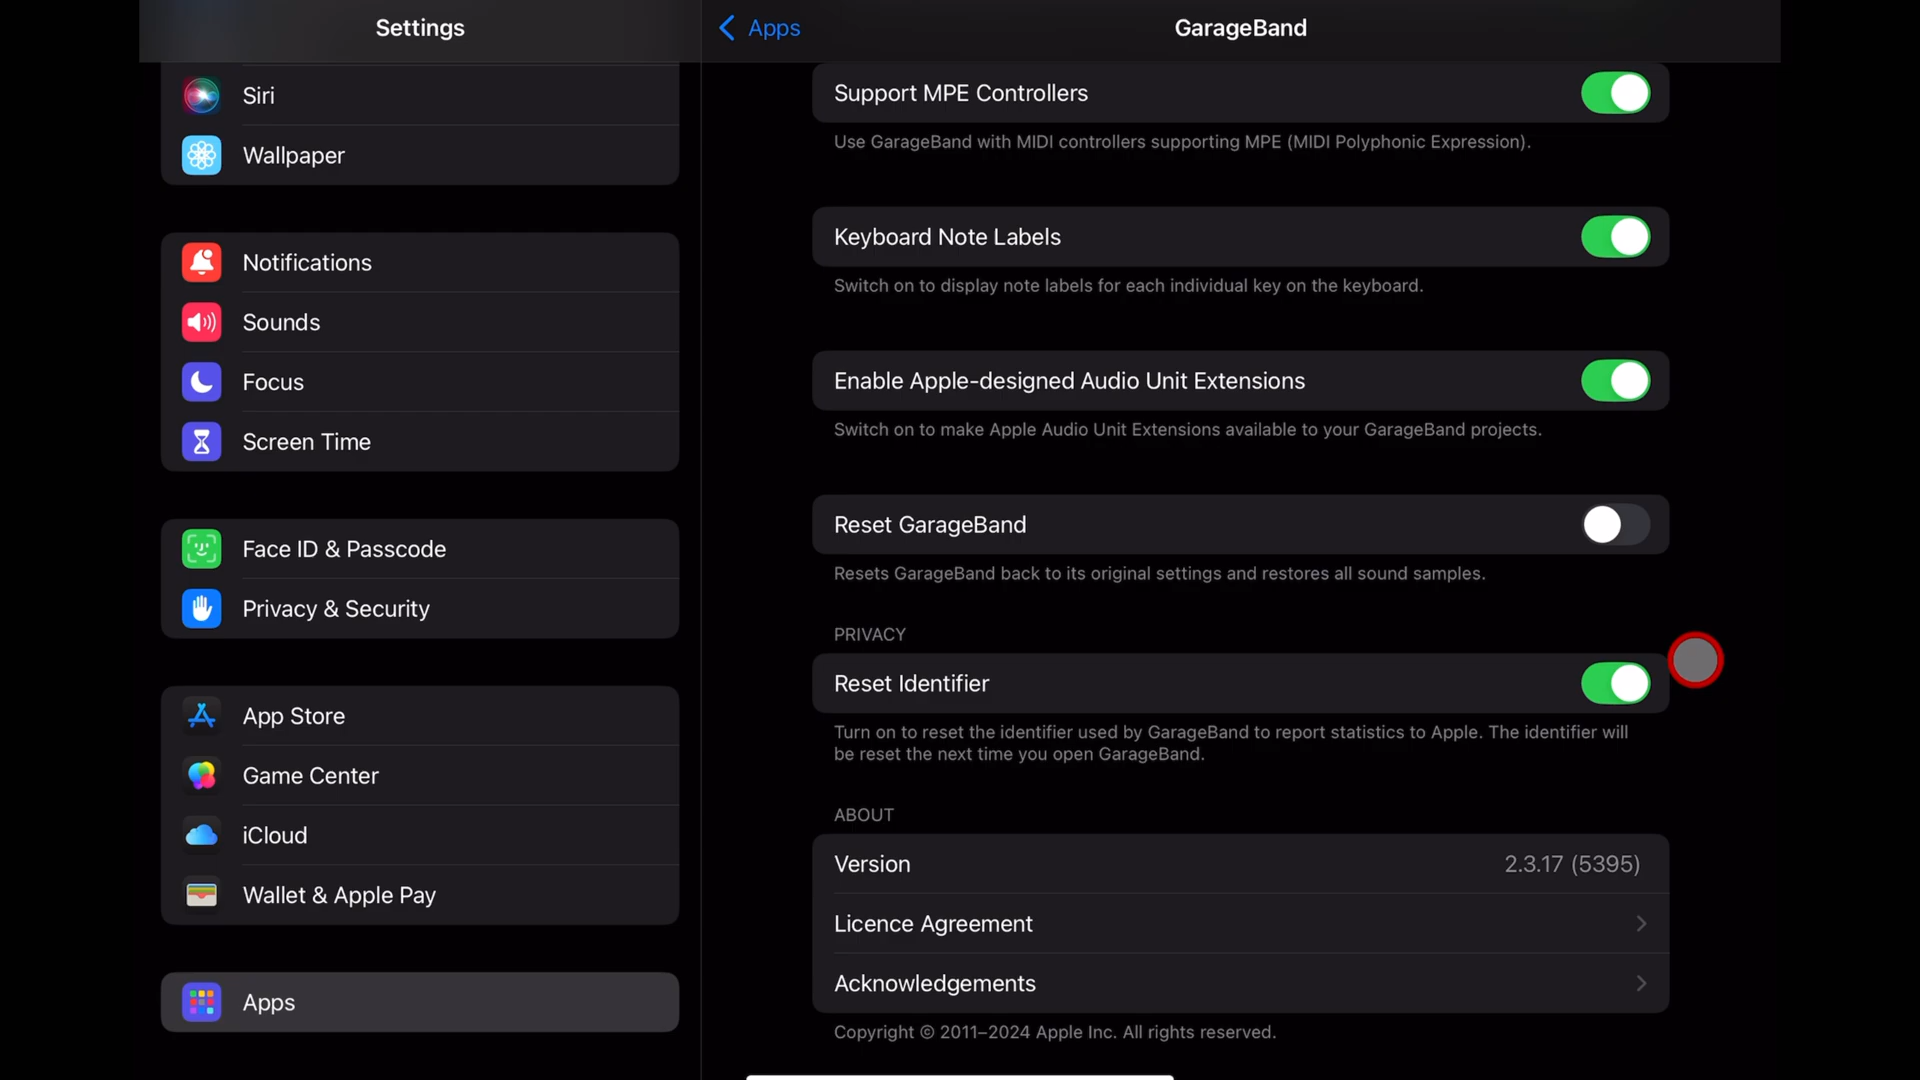 Settings
Siri
Wallpaper
Notifications
Sounds
Focus
Screen Time
Face ID & Passcode
Privacy & Security
App Store
Game Center
iCloud
Wallet & Apple Pay
Apps
Apps
GarageBand
Support MPE Controllers
Use GarageBand with MIDI controllers supporting MPE (MIDI Polyphonic Expression).
Keyboard Note Labels
Switch on to display note labels for each individual key on the keyboard.
Enable Apple-designed Audio Unit Extensions
Switch on to make Apple Audio Unit Extensions available to your GarageBand projects.
Reset GarageBand
Resets GarageBand back to its original settings and restores all sound samples.
PRIVACY
Reset Identifier
Turn on to reset the identifier used by GarageBand to report statistics to Apple. The identifier will
be reset the next time you open GarageBand.
ABOUT
Version 2.3.17 (5395)
Licence Agreement
Acknowledgements
Copyright © 2011–2024 Apple Inc. All rights reserved.